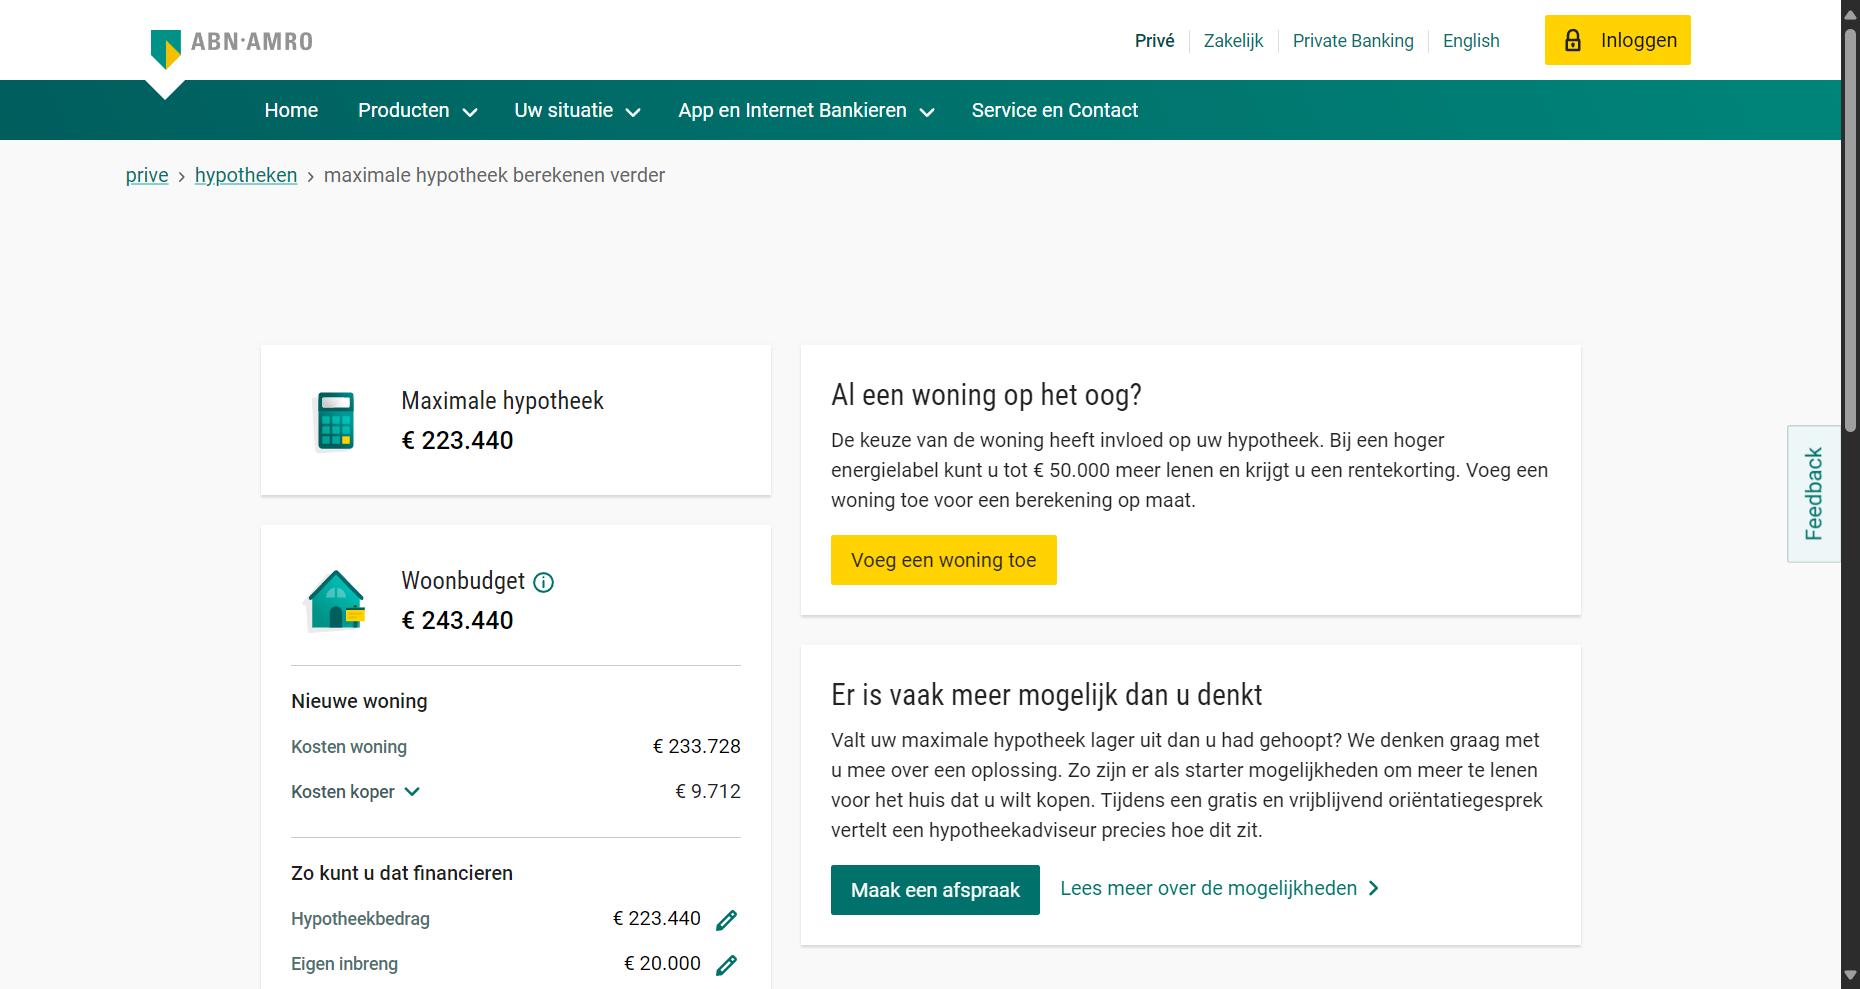 ABN·AMRO
Privé
Zakelijk
Private Banking
English
Inloggen
Home
Producten
Uw situatie
App en Internet Bankieren
Service en Contact
prive › hypotheken › maximale hypotheek berekenen verder
Maximale hypotheek
€ 223.440
Woonbudget
€ 243.440
Nieuwe woning
Kosten woning € 233.728
Kosten koper € 9.712
Zo kunt u dat financieren
Hypotheekbedrag € 223.440
Eigen inbreng € 20.000
Al een woning op het oog?
De keuze van de woning heeft invloed op uw hypotheek. Bij een hoger
energielabel kunt u tot € 50.000 meer lenen en krijgt u een rentekorting. Voeg een
woning toe voor een berekening op maat.
Voeg een woning toe
Er is vaak meer mogelijk dan u denkt
Valt uw maximale hypotheek lager uit dan u had gehoopt? We denken graag met
u mee over een oplossing. Zo zijn er als starter mogelijkheden om meer te lenen
voor het huis dat u wilt kopen. Tijdens een gratis en vrijblijvend oriëntatiegesprek
vertelt een hypotheekadviseur precies hoe dit zit.
Maak een afspraak
Lees meer over de mogelijkheden
Feedback